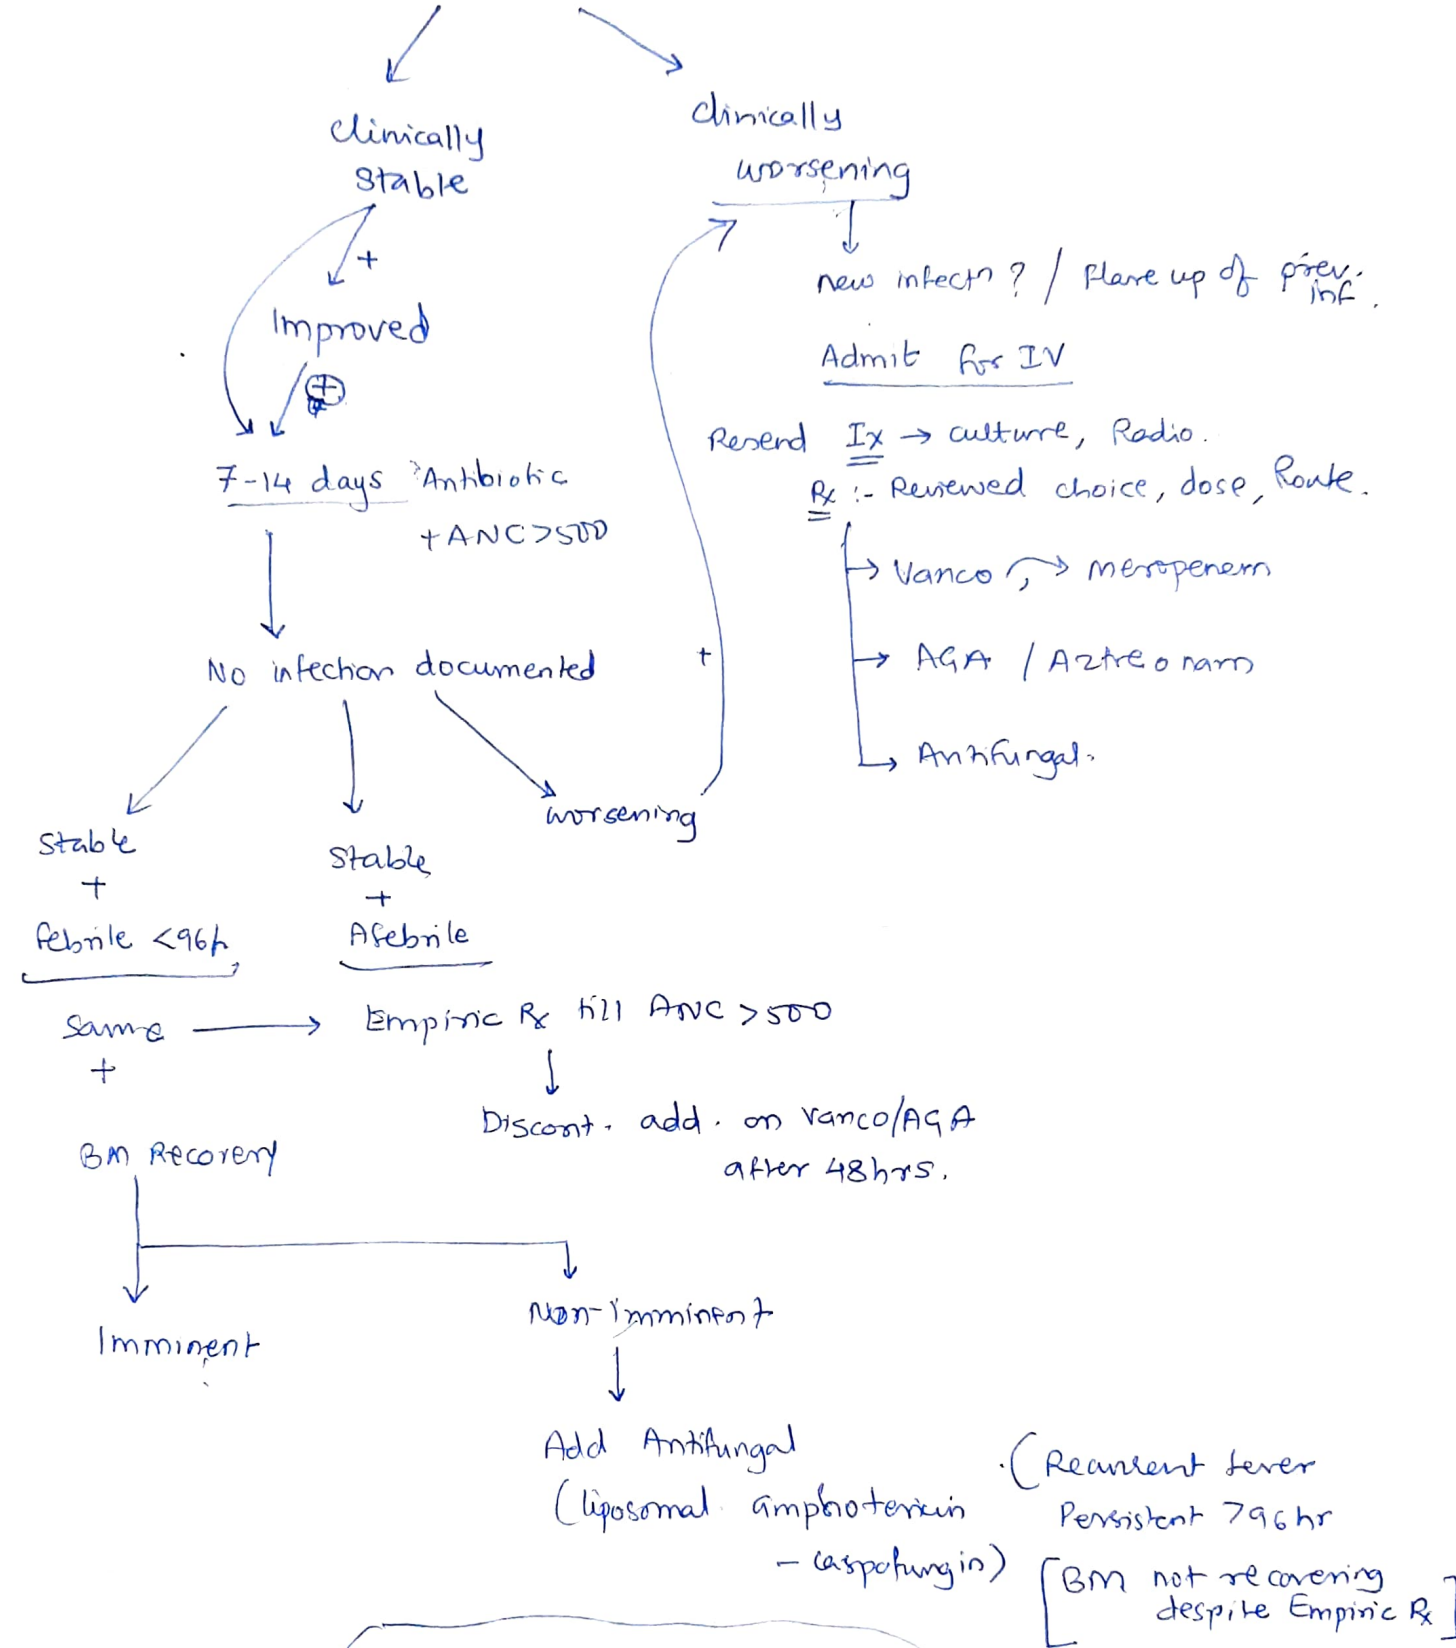 Clinically
Stable
+
Improved
+
7-14 days Antibiotic
+ ANC > 500
No infection documented
Clinically
worsening
new infectn ? / Flare up of prev.
inf.
Admit for IV
Resend Ix → culture, Radio.
Rx :- Reviewed choice, dose, Route.
→ Vanco , → meropenem
→ AGA / Aztreonam
→ Antifungal.
+
worsening
Stable
+
febrile <96h
Stable
+
Afebrile
Same → Empiric Rx till ANC > 500
+
Discont. add. on vanco/AGA
after 48hrs.
BM Recovery
Imminent
Non-imminent
Add Antifungal
(liposomal amphotericin
- caspofungin)
(Recurrent fever
Persistent >96hr
[BM not recovering
despite Empiric Rx]